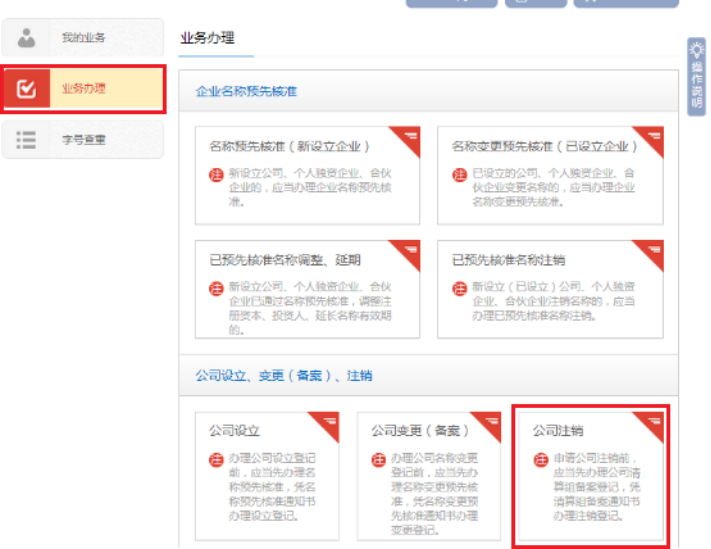 我的业务
业务办理
字号查重
业务办理
操作说明
企业名称预先核准
名称预先核准（新设立企业）
注 新设立公司、个人独资企业、合伙
企业的，应当办理企业名称预先核
准。
名称变更预先核准（已设立企业）
注 已设立的公司、个人独资企业、合
伙企业变更名称的，应当办理企业
名称变更预先核准。
已预先核准名称调整、延期
注 新设立公司、个人独资企业、合伙
企业已通过名称预先核准，调整注
册资本、投资人、延长名称有效期
的。
已预先核准名称注销
注 新设立（已设立）公司、个人独资
企业、合伙企业注销名称的，应当
办理已预先核准名称注销。
公司设立、变更（备案）、注销
公司设立
注 办理公司设立登记
前，应当先办理名
称预先核准，凭名
称预先核准通知书
办理设立登记。
公司变更（备案）
注 办理公司名称变更
登记前，应当先办
理名称变更预先核
准，凭名称变更预
先核准通知书办理
变更登记。
公司注销
注 申请公司注销前，
应当先办理公司清
算组备案登记，凭
清算组备案通知书
办理注销登记。